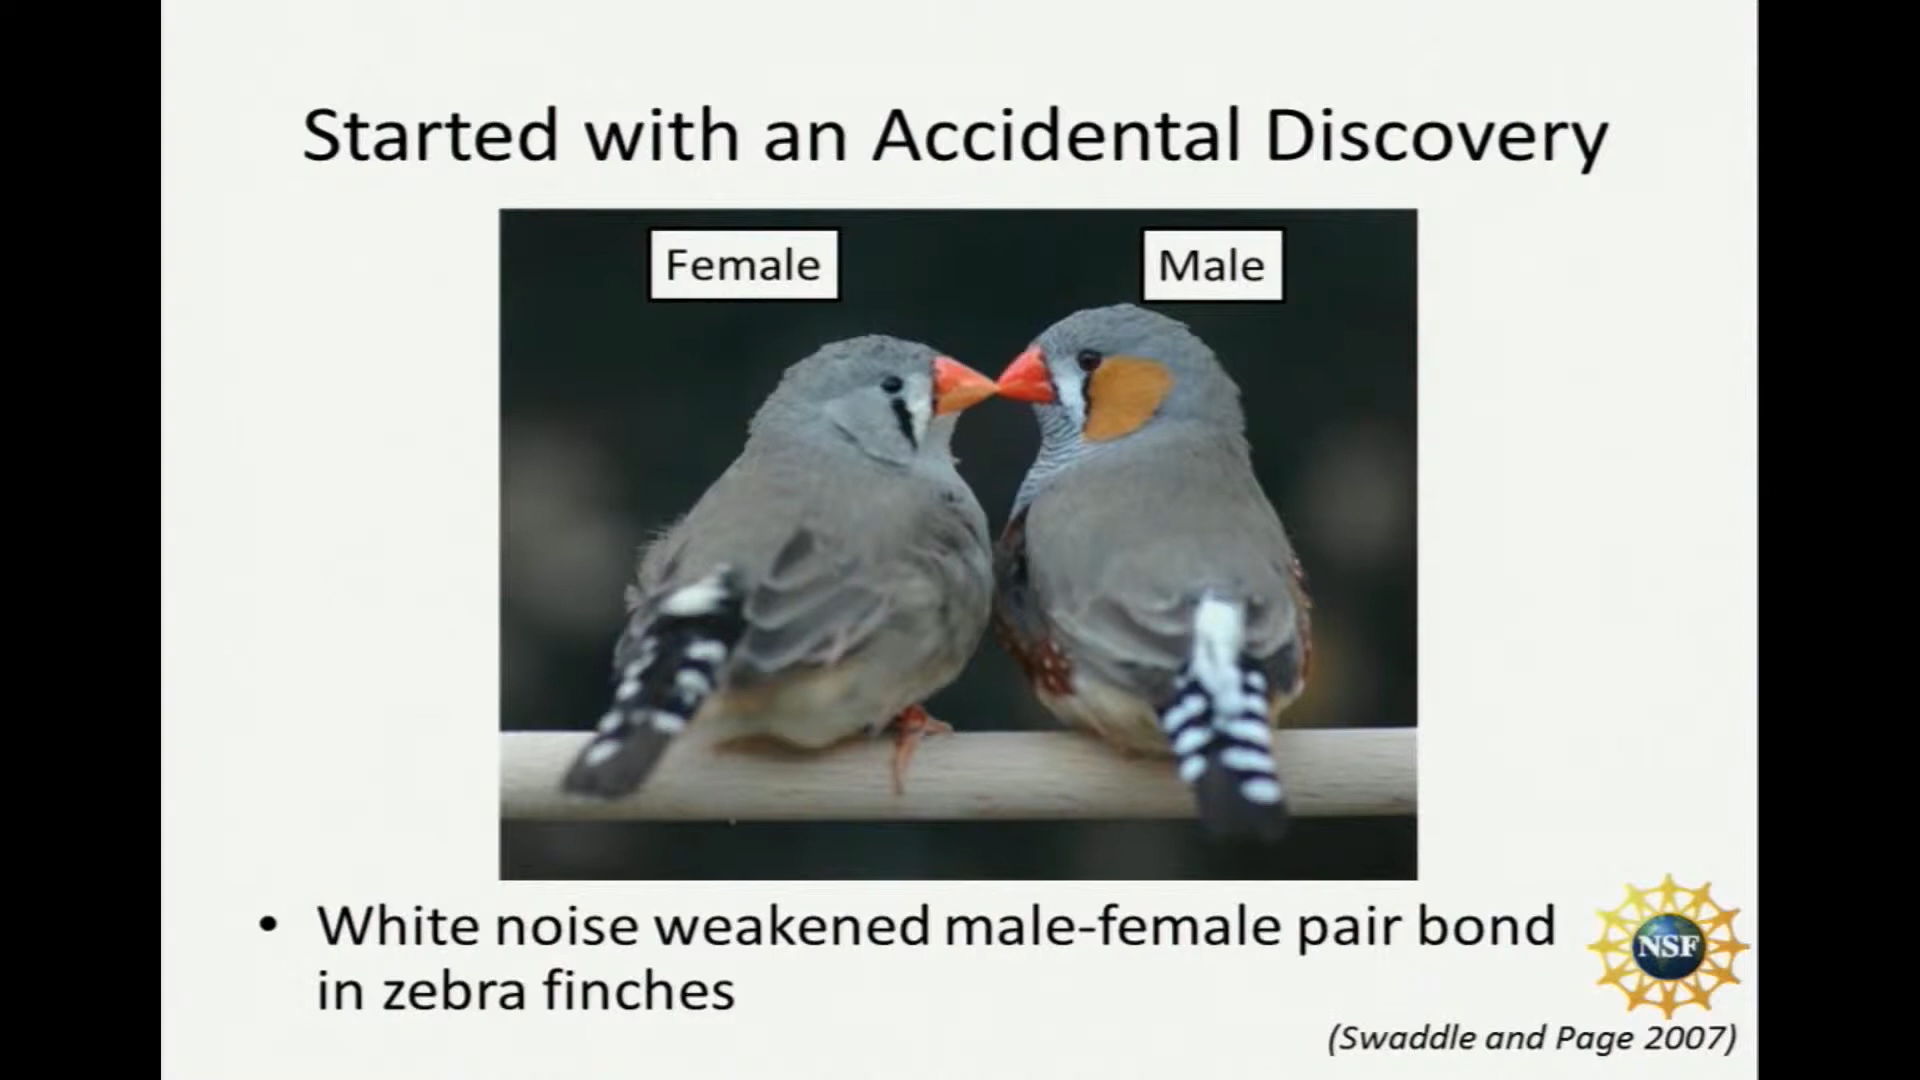 Started with an Accidental Discovery
Female
Male
• White noise weakened male-female pair bond
in zebra finches
NSF
(Swaddle and Page 2007)